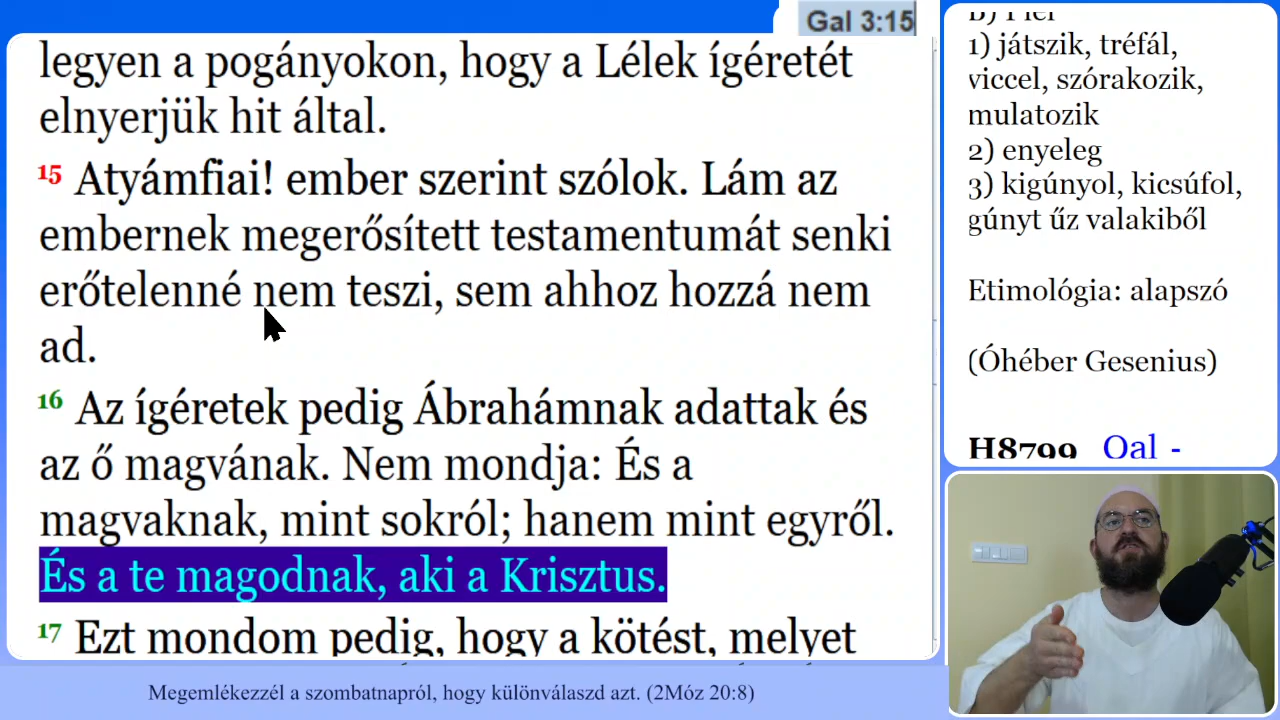 Gal 3:15
legyen a pogányokon, hogy a Lélek ígéretét
elnyerjük hit által.
15 Atyámfiai! ember szerint szólok. Lám az
embernek megerősített testamentumát senki
erőtelenné nem teszi, sem ahhoz hozzá nem
ad.
16 Az ígéretek pedig Ábrahámnak adattak és
az ő magvának. Nem mondja: És a
magvaknak, mint sokról; hanem mint egyről.
És a te magodnak, aki a Krisztus.
17 Ezt mondom pedig, hogy a kötést, melyet
1) játszik, tréfál,
viccel, szórakozik,
mulatozik
2) enyeleg
3) kigúnyol, kicsúfol,
gúnyt űz valakiből
Etimológia: alapszó
(Óhéber Gesenius)
H8799 Qal -
Megemlékezzél a szombatnapról, hogy különválaszd azt. (2Móz 20:8)